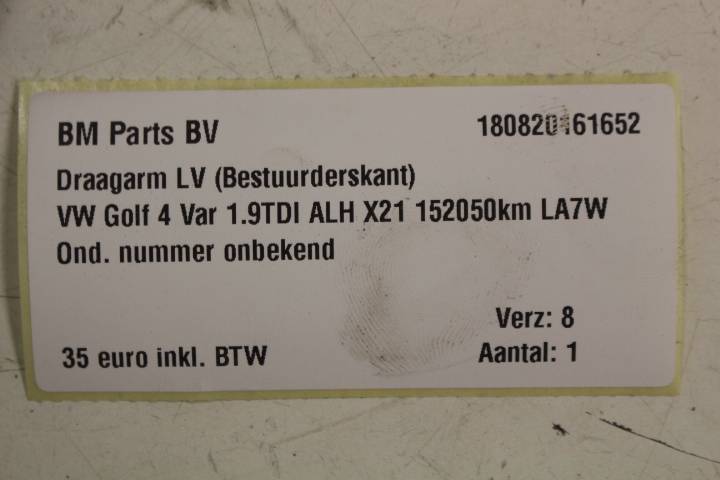 BM Parts BV
180820161652
Draagarm LV (Bestuurderskant)
VW Golf 4 Var 1.9TDI ALH X21 152050km LA7W
Ond. nummer onbekend
Verz: 8
35 euro inkl. BTW
Aantal: 1